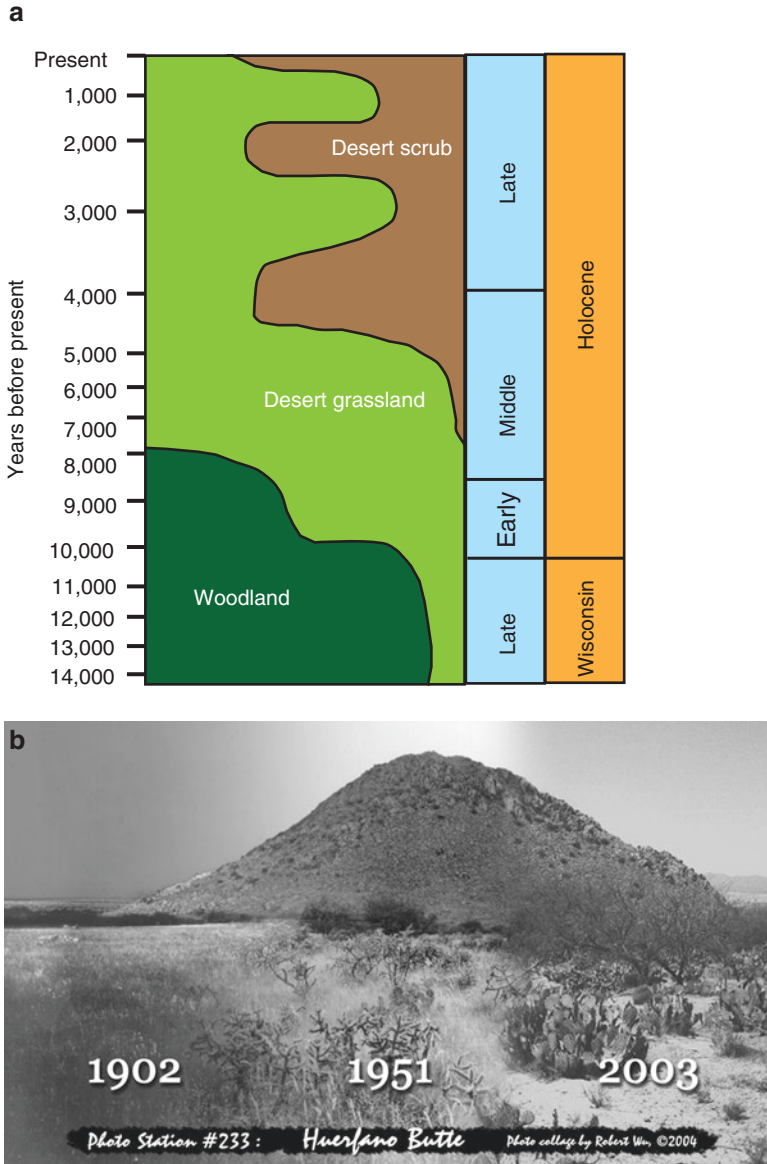 a
Present
1,000
2,000
3,000
4,000
5,000
6,000
7,000
8,000
9,000
10,000
11,000
12,000
13,000
14,000
Years before present
Desert scrub
Desert grassland
Woodland
Late
Middle
Early
Late
Holocene
Wisconsin
b
1902 1951 2003
Photo Station #233 : Huerfano Butte Photo collage by Robert Wu, ©2004